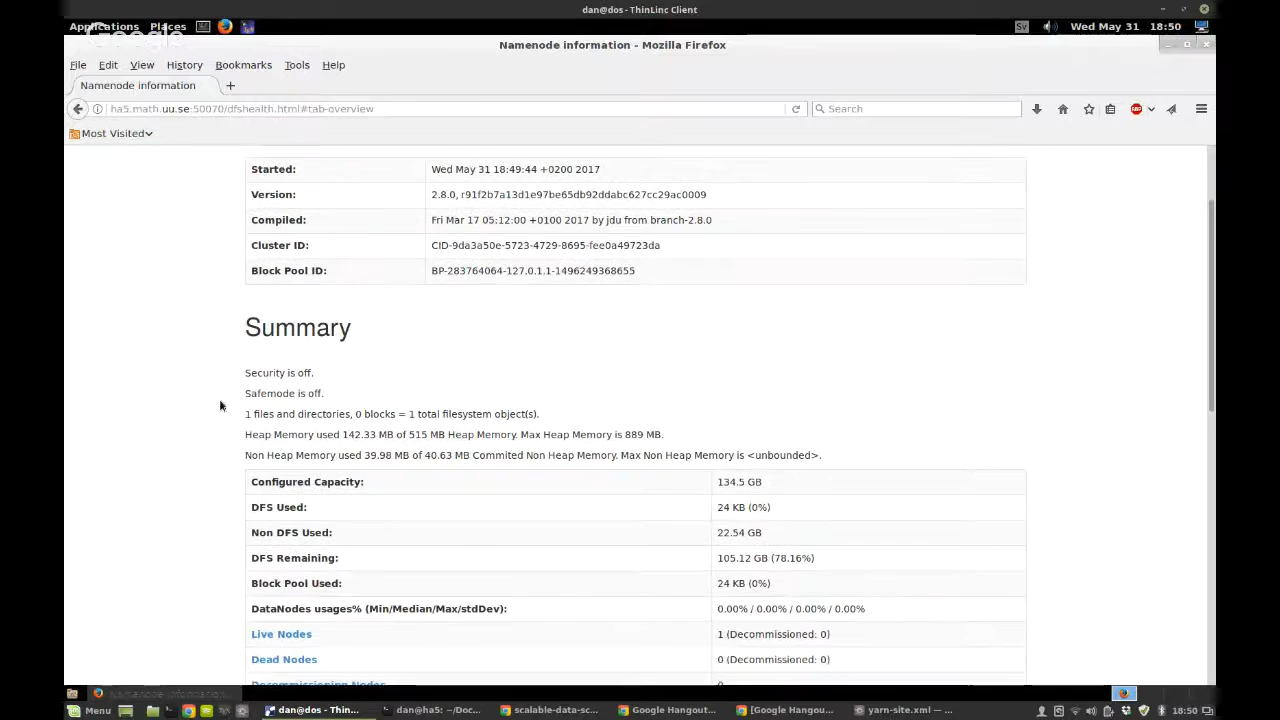 dan@dos - ThinLinc Client
Applications Places Sv Wed May 31 18:50
Google
Namenode information - Mozilla Firefox
File Edit View History Bookmarks Tools Help
Namenode information +
ha5.math.uu.se:50070/dfshealth.html#tab-overview Search
Most Visited
Started: Wed May 31 18:49:44 +0200 2017
Version: 2.8.0, r91f2b7a13d1e97be65db92ddabc627cc29ac0009
Compiled: Fri Mar 17 05:12:00 +0100 2017 by jdu from branch-2.8.0
Cluster ID: CID-9da3a50e-5723-4729-8695-fee0a49723da
Block Pool ID: BP-283764064-127.0.1.1-1496249368655
Summary
Security is off.
Safemode is off.
1 files and directories, 0 blocks = 1 total filesystem object(s).
Heap Memory used 142.33 MB of 515 MB Heap Memory. Max Heap Memory is 889 MB.
Non Heap Memory used 39.98 MB of 40.63 MB Commited Non Heap Memory. Max Non Heap Memory is <unbounded>.
Configured Capacity: 134.5 GB
DFS Used: 24 KB (0%)
Non DFS Used: 22.54 GB
DFS Remaining: 105.12 GB (78.16%)
Block Pool Used: 24 KB (0%)
DataNodes usages% (Min/Median/Max/stdDev): 0.00% / 0.00% / 0.00% / 0.00%
Live Nodes 1 (Decommissioned: 0)
Dead Nodes 0 (Decommissioned: 0)
Decommissioning Nodes 0
Namenode information...
Menu dan@dos - Thin... dan@ha5: ~/Doc... scalable-data-sc... Google Hangout... [Google Hangou... yarn-site.xml — ... 18:50